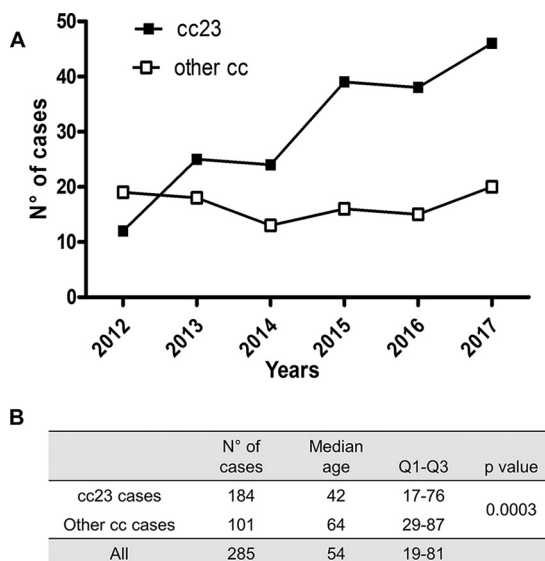 A
cc23
other cc
N° of cases
50
40
30
20
10
0
2012 2013 2014 2015 2016 2017
Years
B
N° of cases Median age Q1-Q3 p value
cc23 cases 184 42 17-76 0.0003
Other cc cases 101 64 29-87
All 285 54 19-81